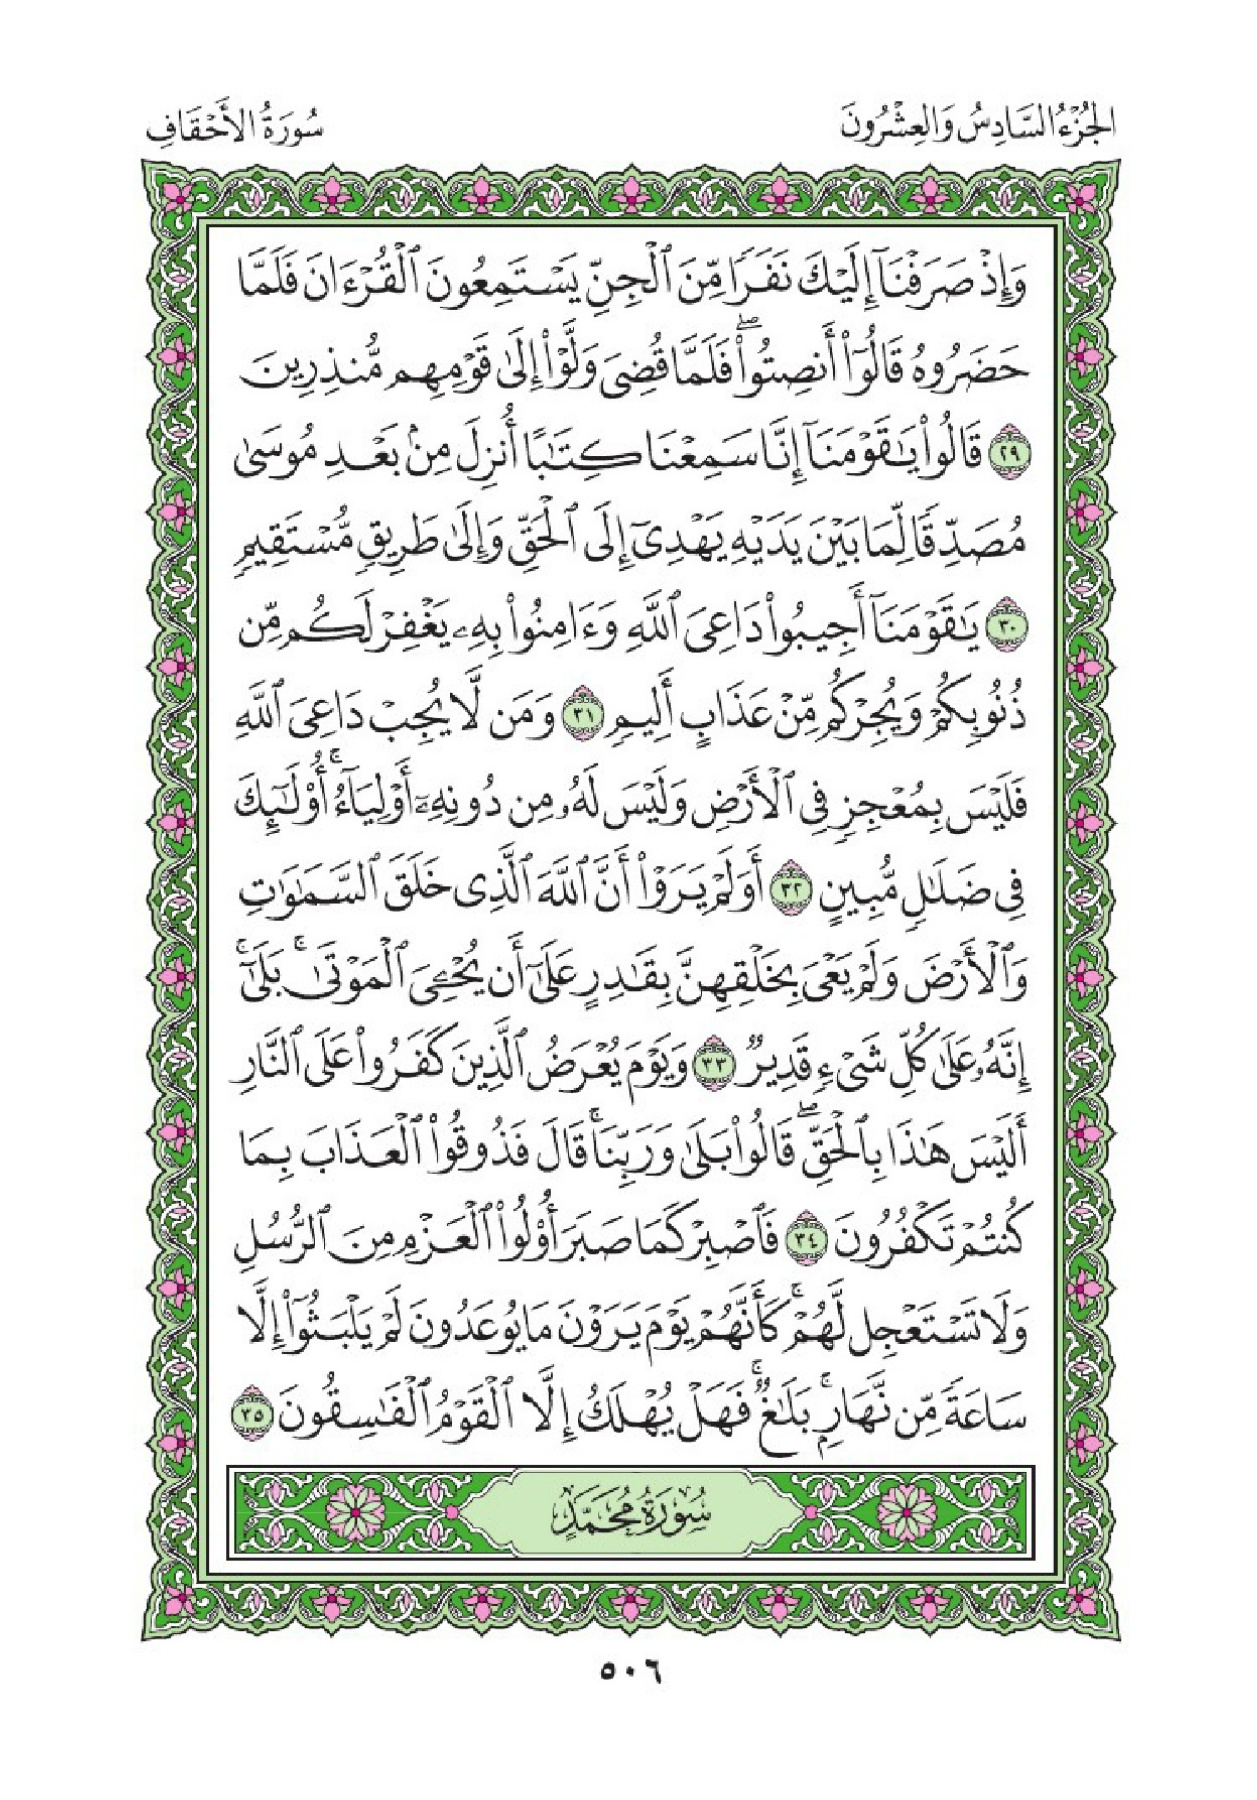 الجُزْءُ السَّادِسُ وَالعِشْرُونَ
سُورَةُ الأَحْقَافِ
وَإِذْ صَرَفْنَآ إِلَيْكَ نَفَرًا مِّنَ ٱلْجِنِّ يَسْتَمِعُونَ ٱلْقُرْءَانَ فَلَمَّا
حَضَرُوهُ قَالُوٓا۟ أَنصِتُوا۟ ۖ فَلَمَّا قُضِىَ وَلَّوْا۟ إِلَىٰ قَوْمِهِم مُّنذِرِينَ
٢٩ قَالُوا۟ يَٰقَوْمَنَآ إِنَّا سَمِعْنَا كِتَٰبًا أُنزِلَ مِنۢ بَعْدِ مُوسَىٰ
مُصَدِّقًا لِّمَا بَيْنَ يَدَيْهِ يَهْدِىٓ إِلَى ٱلْحَقِّ وَإِلَىٰ طَرِيقٍ مُّسْتَقِيمٍ
٣٠ يَٰقَوْمَنَآ أَجِيبُوا۟ دَاعِىَ ٱللَّهِ وَءَامِنُوا۟ بِهِۦ يَغْفِرْ لَكُم مِّن
ذُنُوبِكُمْ وَيُجِرْكُم مِّنْ عَذَابٍ أَلِيمٍ ٣١ وَمَن لَّا يُجِبْ دَاعِىَ ٱللَّهِ
فَلَيْسَ بِمُعْجِزٍ فِى ٱلْأَرْضِ وَلَيْسَ لَهُۥ مِن دُونِهِۦٓ أَوْلِيَآءُ ۚ أُو۟لَٰٓئِكَ
فِى ضَلَٰلٍ مُّبِينٍ ٣٢ أَوَلَمْ يَرَوْا۟ أَنَّ ٱللَّهَ ٱلَّذِى خَلَقَ ٱلسَّمَٰوَٰتِ
وَٱلْأَرْضَ وَلَمْ يَعْىَ بِخَلْقِهِنَّ بِقَٰدِرٍ عَلَىٰٓ أَن يُحْۦِىَ ٱلْمَوْتَىٰ ۚ بَلَىٰٓ ۚ
إِنَّهُۥ عَلَىٰ كُلِّ شَىْءٍ قَدِيرٌ ٣٣ وَيَوْمَ يُعْرَضُ ٱلَّذِينَ كَفَرُوا۟ عَلَى ٱلنَّارِ
أَلَيْسَ هَٰذَا بِٱلْحَقِّ ۖ قَالُوا۟ بَلَىٰ وَرَبِّنَا ۚ قَالَ فَذُوقُوا۟ ٱلْعَذَابَ بِمَا
كُنتُمْ تَكْفُرُونَ ٣٤ فَٱصْبِرْ كَمَا صَبَرَ أُو۟لُوا۟ ٱلْعَزْمِ مِنَ ٱلرُّسُلِ
وَلَا تَسْتَعْجِل لَّهُمْ ۚ كَأَنَّهُمْ يَوْمَ يَرَوْنَ مَا يُوعَدُونَ لَمْ يَلْبَثُوٓا۟ إِلَّا
سَاعَةً مِّن نَّهَارٍۭ ۚ بَلَٰغٌ ۚ فَهَلْ يُهْلَكُ إِلَّا ٱلْقَوْمُ ٱلْفَٰسِقُونَ ٣٥
سُورَةُ مُحَمَّدٍ
٥٠٦